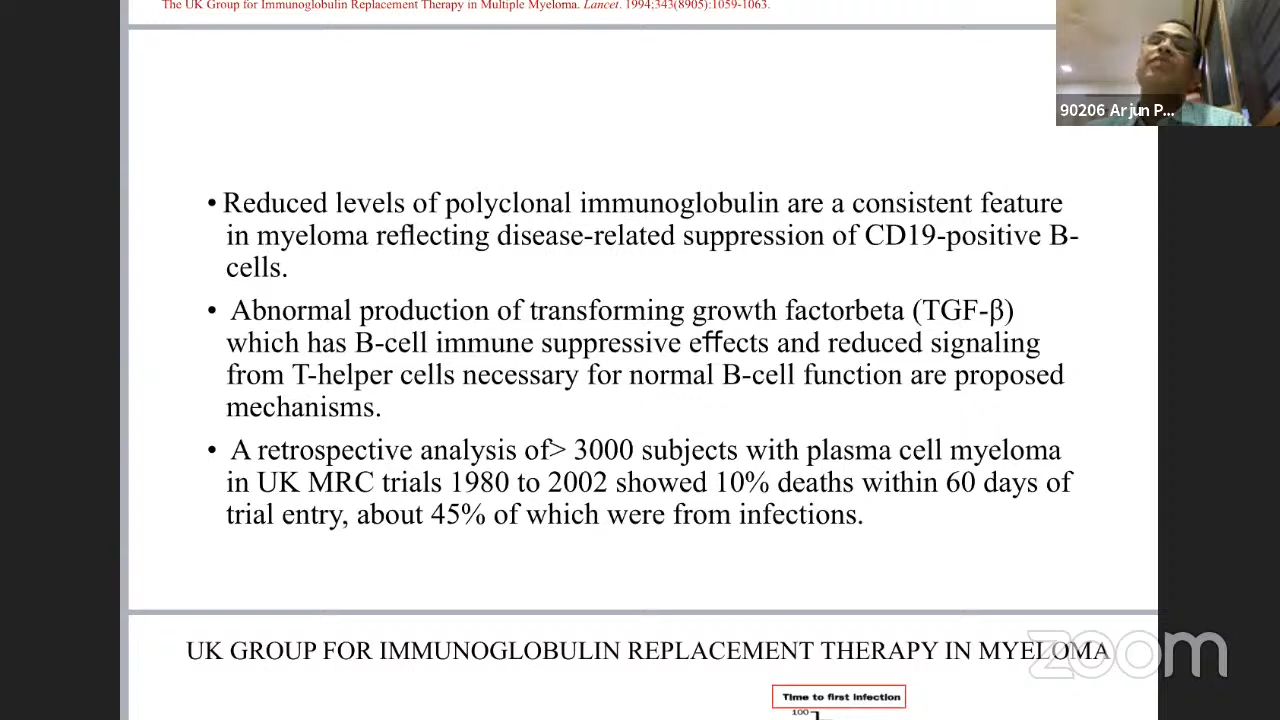 The UK Group for Immunoglobulin Replacement Therapy in Multiple Myeloma. Lancet. 1994;343(8905):1059-1063.
90206 Arjun P...
• Reduced levels of polyclonal immunoglobulin are a consistent feature
in myeloma reflecting disease-related suppression of CD19-positive B-
cells.
• Abnormal production of transforming growth factorbeta (TGF-β)
which has B-cell immune suppressive effects and reduced signaling
from T-helper cells necessary for normal B-cell function are proposed
mechanisms.
• A retrospective analysis of> 3000 subjects with plasma cell myeloma
in UK MRC trials 1980 to 2002 showed 10% deaths within 60 days of
trial entry, about 45% of which were from infections.
UK GROUP FOR IMMUNOGLOBULIN REPLACEMENT THERAPY IN MYELOMA
zoom
Time to first infection
100